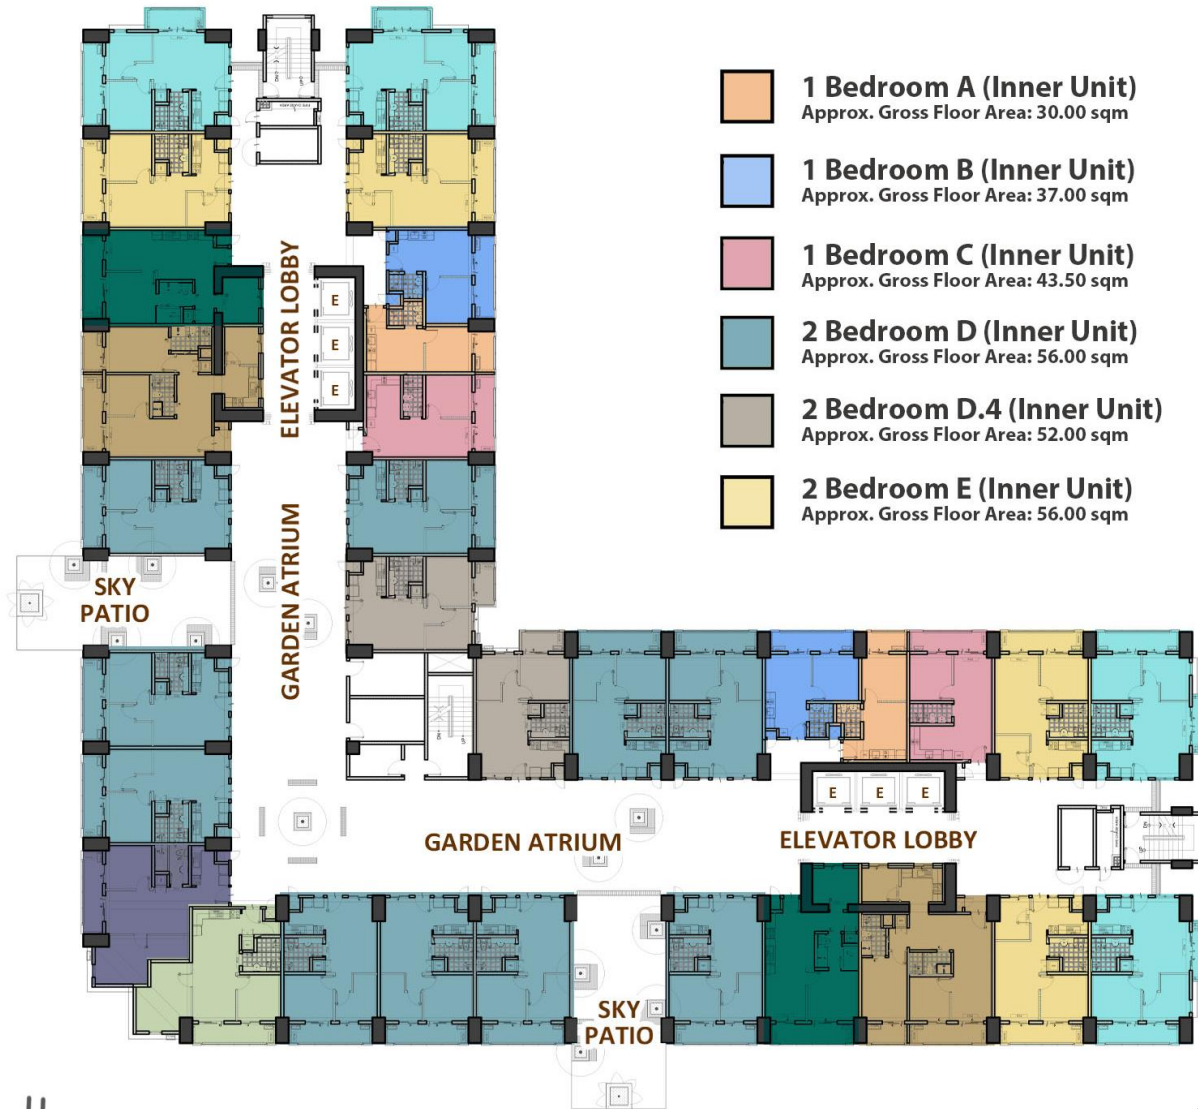 1 Bedroom A (Inner Unit)
Approx. Gross Floor Area: 30.00 sqm
1 Bedroom B (Inner Unit)
Approx. Gross Floor Area: 37.00 sqm
1 Bedroom C (Inner Unit)
Approx. Gross Floor Area: 43.50 sqm
2 Bedroom D (Inner Unit)
Approx. Gross Floor Area: 56.00 sqm
2 Bedroom D.4 (Inner Unit)
Approx. Gross Floor Area: 52.00 sqm
2 Bedroom E (Inner Unit)
Approx. Gross Floor Area: 56.00 sqm
ELEVATOR LOBBY
E
E
E
GARDEN ATRIUM
SKY
PATIO
GARDEN ATRIUM
GARDEN ATRIUM
E
E
E
ELEVATOR LOBBY
SKY
PATIO